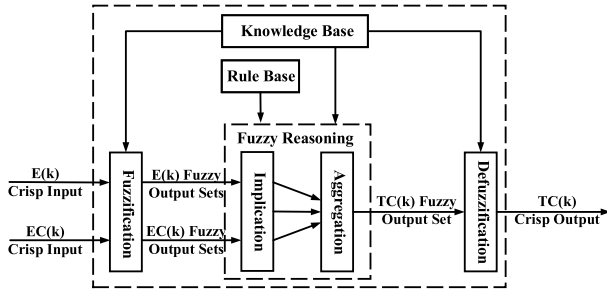 Knowledge Base
Rule Base
Fuzzy Reasoning
E(k)
Crisp Input
EC(k)
Crisp Input
Fuzzification
E(k) Fuzzy
Output Sets
EC(k) Fuzzy
Output Sets
Implication
Aggregation
TC(k) Fuzzy
Output Set
Defuzzification
TC(k)
Crisp Output